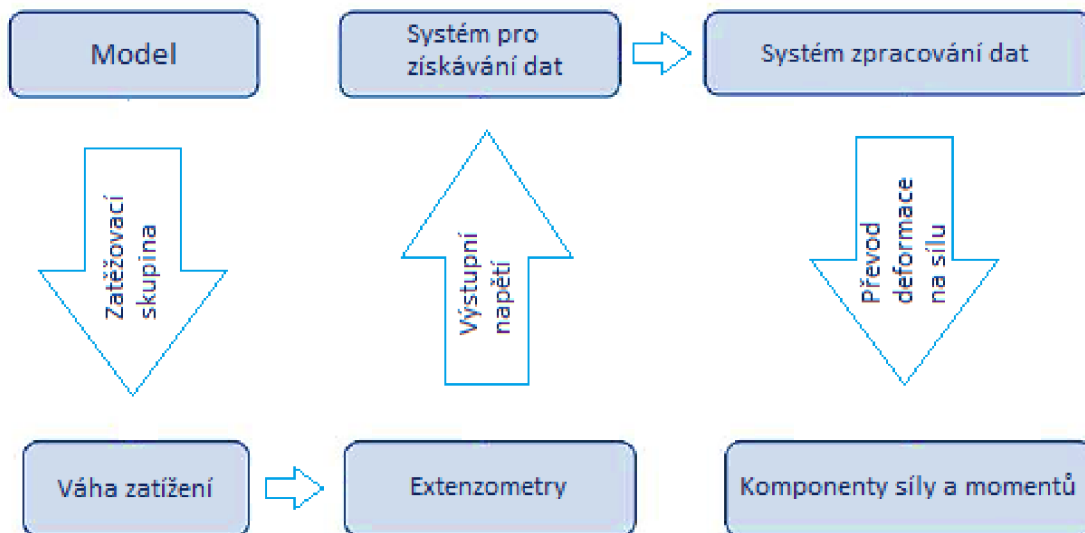 Model
Systém pro
získávání dat
Systém zpracování dat
Zatěžovací
skupina
Výstupní
napětí
Převod
deformace
na sílu
Váha zatížení
Extenzometry
Komponenty síly a momentů